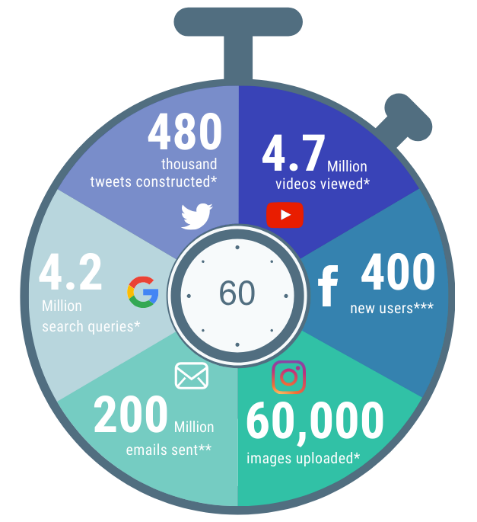 480
thousand
tweets constructed*
4.7 Million
videos viewed*
4.2
Million
search queries*
60
400
new users***
200 Million
emails sent**
60,000
images uploaded*